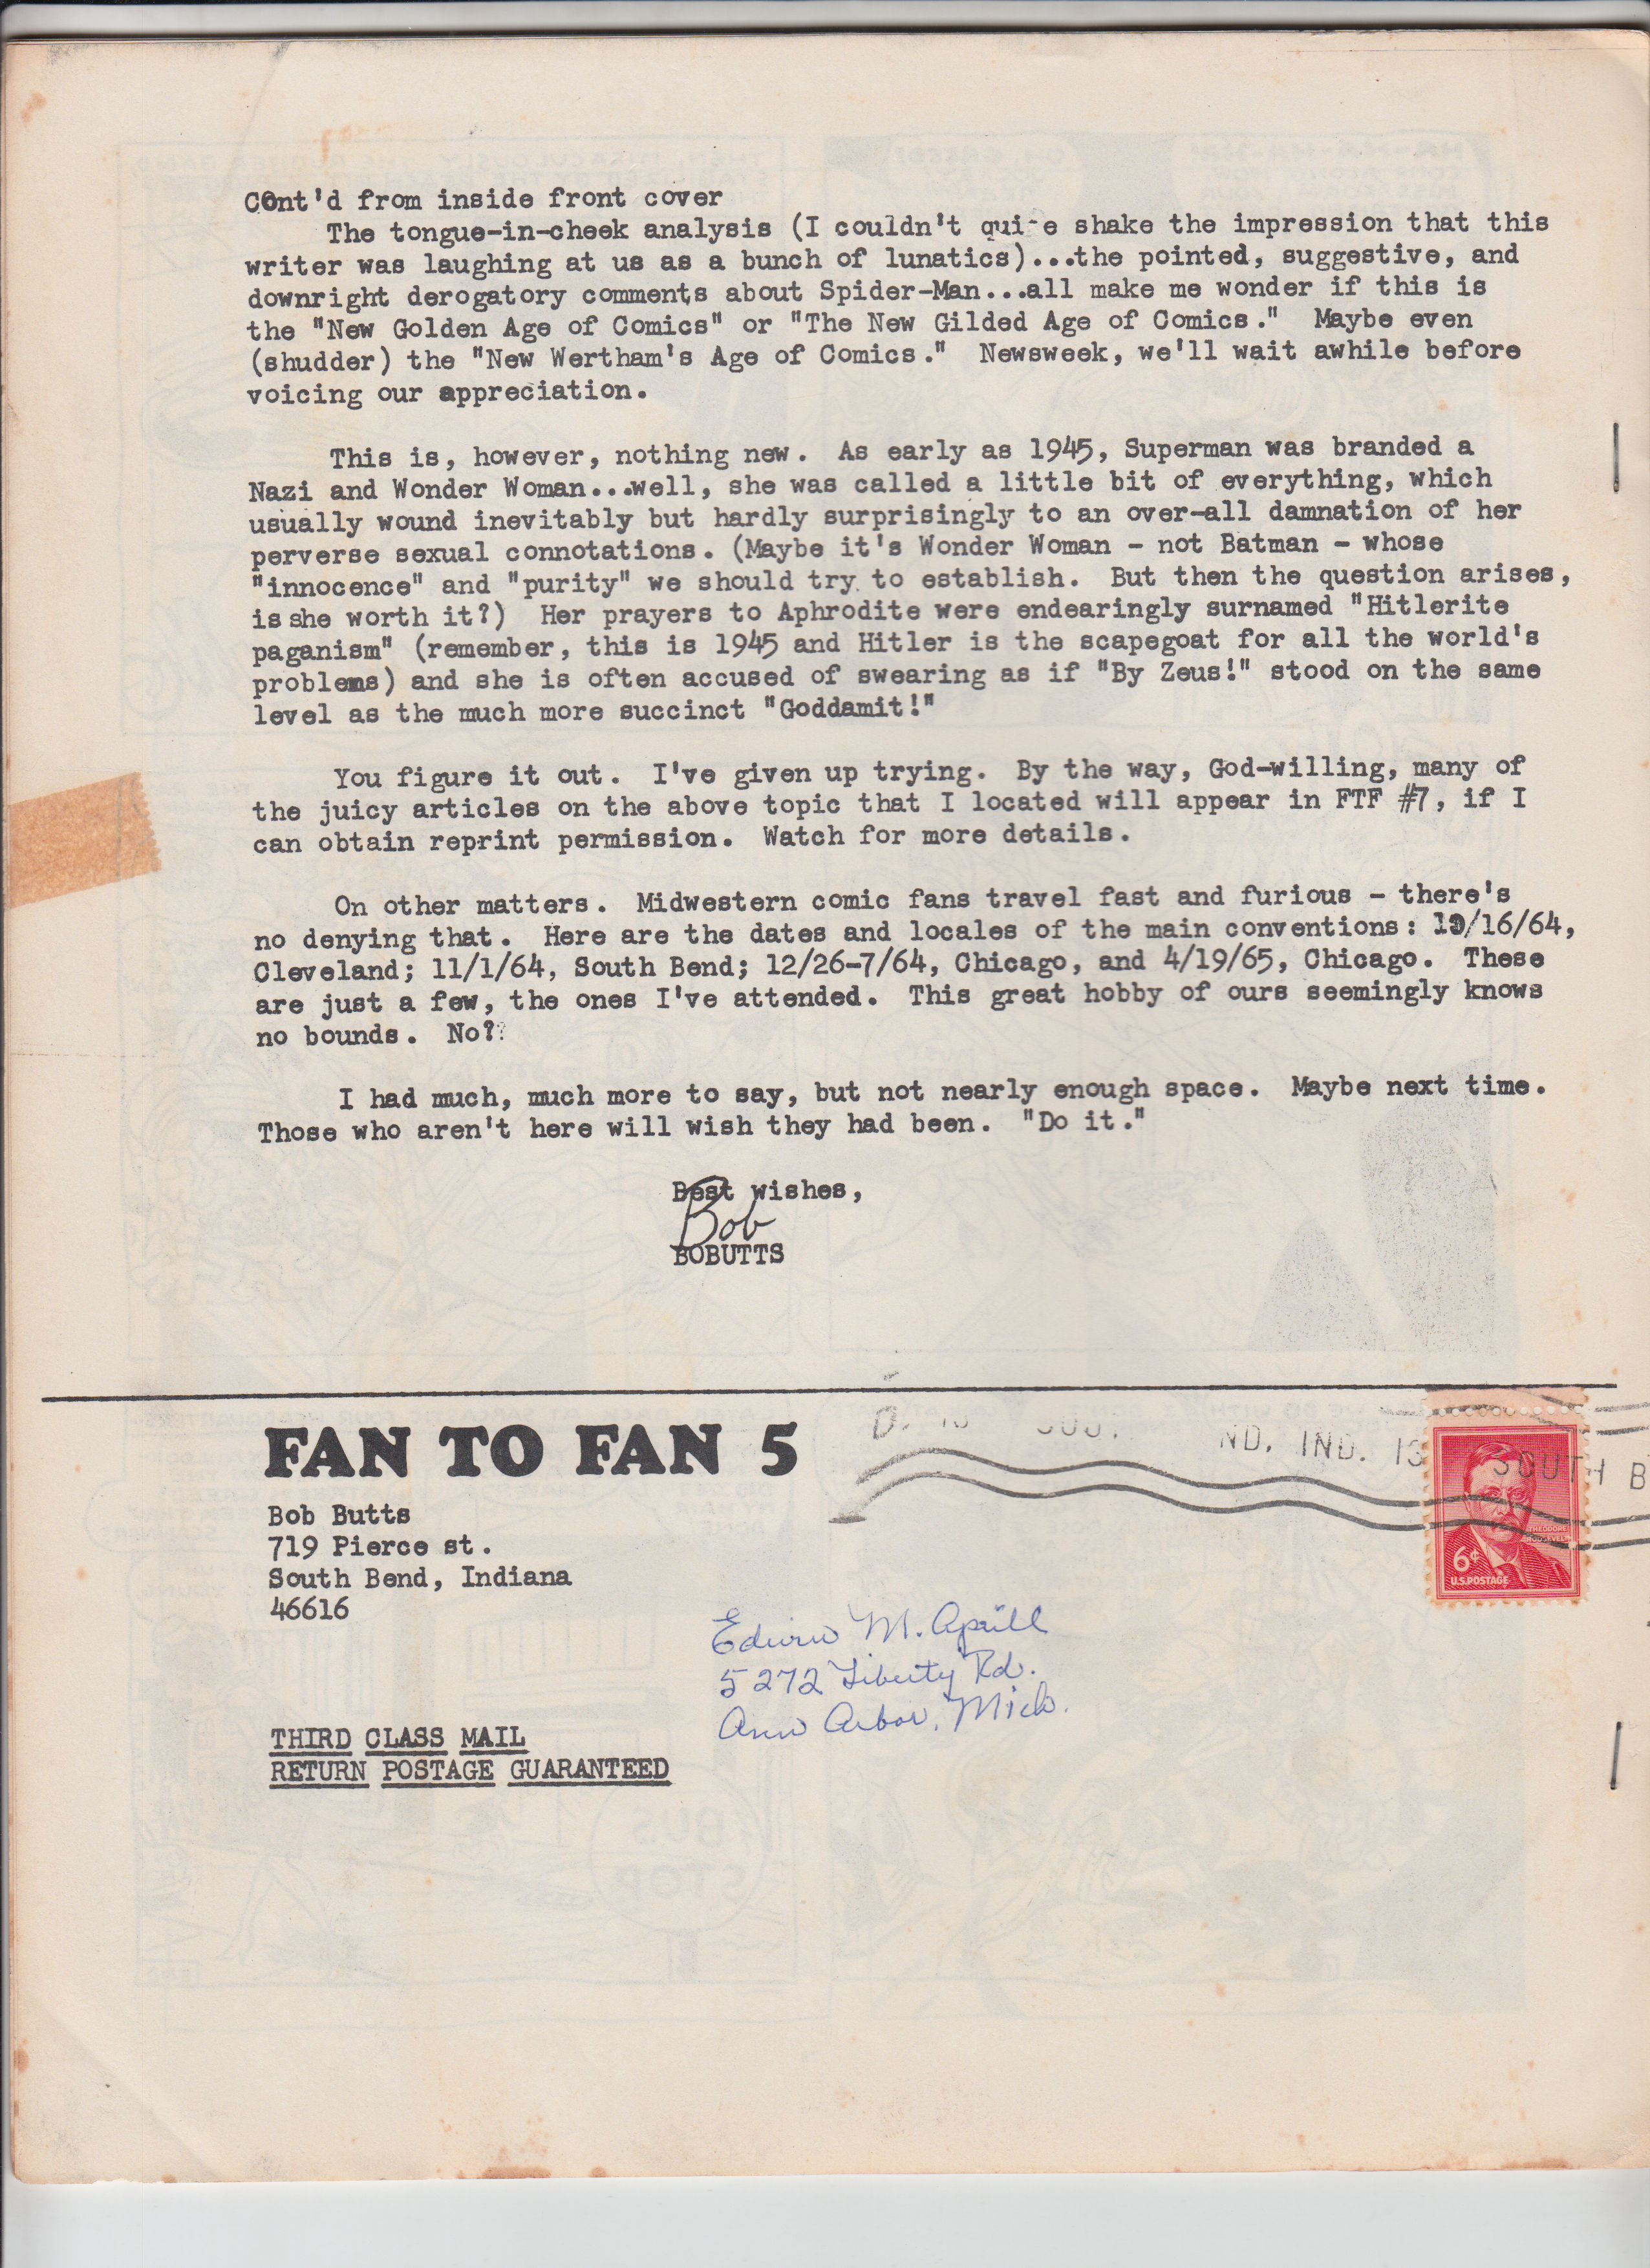 C0nt'd from inside front cover
The tongue-in-cheek analysis (I couldn't quite shake the impression that this
writer was laughing at us as a bunch of lunatics)...the pointed, suggestive, and
downright derogatory comments about Spider-Man...all make me wonder if this is
the "New Golden Age of Comics" or "The New Gilded Age of Comics."  Maybe even
(shudder) the "New Wertham's Age of Comics."  Newsweek, we'll wait awhile before
voicing our appreciation.
This is, however, nothing new.  As early as 1945, Superman was branded a
Nazi and Wonder Woman...well, she was called a little bit of everything, which
usually wound inevitably but hardly surprisingly to an over-all damnation of her
perverse sexual connotations. (Maybe it's Wonder Woman - not Batman - whose
"innocence" and "purity" we should try to establish.  But then the question arises,
is she worth it?)  Her prayers to Aphrodite were endearingly surnamed "Hitlerite
paganism" (remember, this is 1945 and Hitler is the scapegoat for all the world's
problems) and she is often accused of swearing as if "By Zeus!" stood on the same
level as the much more succinct "Goddamit!"
You figure it out.  I've given up trying.  By the way, God-willing, many of
the juicy articles on the above topic that I located will appear in FTF #7, if I
can obtain reprint permission.  Watch for more details.
On other matters.  Midwestern comic fans travel fast and furious - there's
no denying that.  Here are the dates and locales of the main conventions: 10/16/64,
Cleveland; 11/1/64, South Bend; 12/26-7/64, Chicago, and 4/19/65, Chicago.  These
are just a few, the ones I've attended.  This great hobby of ours seemingly knows
no bounds.  No??
I had much, much more to say, but not nearly enough space.  Maybe next time.
Those who aren't here will wish they had been.  "Do it."
Best wishes,
Bob
BOBUTTS
FAN TO FAN 5
ND. IND.
SOUTH B
THEODORE
ROOSEVELT
6¢
U.S. POSTAGE
Bob Butts
719 Pierce st.
South Bend, Indiana
46616
Edwin M. Aprill
5272 Liberty Rd.
Ann Arbor, Mich.
THIRD CLASS MAIL
RETURN POSTAGE GUARANTEED